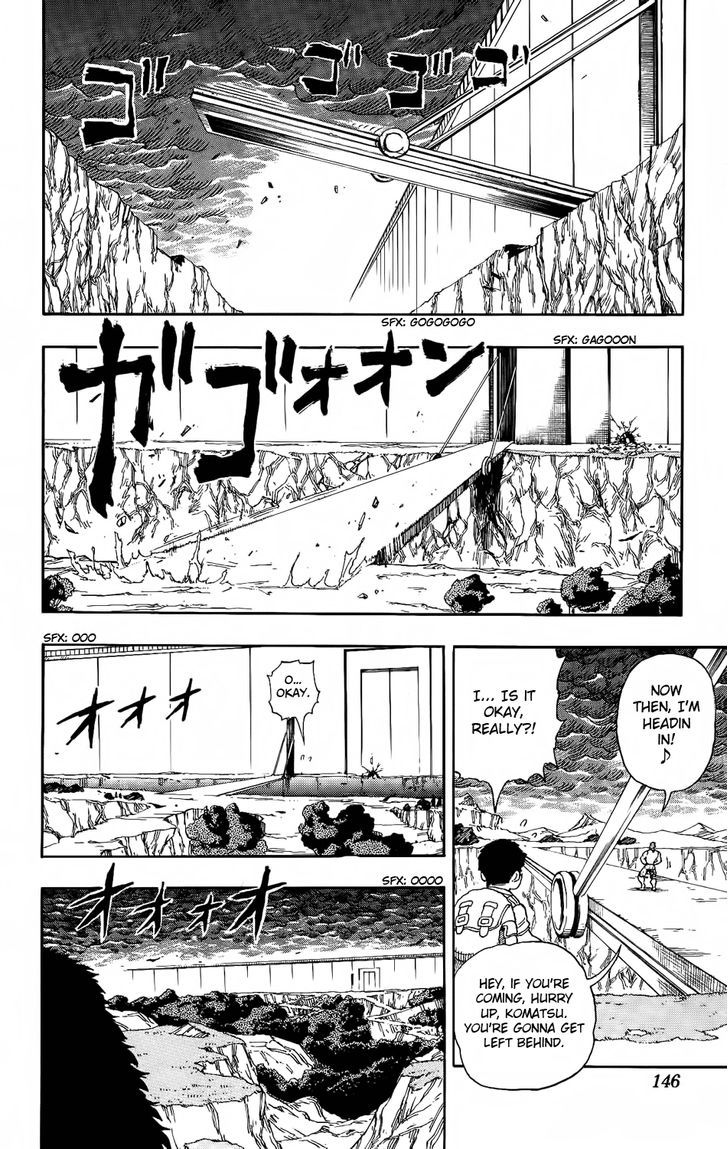 ゴゴゴゴ
SFX: GOGOGOGO
SFX: GAGOOON
ガゴォオン
NOW
THEN, I'M
HEADIN
IN!
♪
I... IS IT
OKAY,
REALLY?!
HEY, IF YOU'RE
COMING, HURRY
UP, KOMATSU.
YOU'RE GONNA GET
LEFT BEHIND.
SFX: OOO
O...
OKAY.
オオオ
SFX: OOOO
オオオオ
146